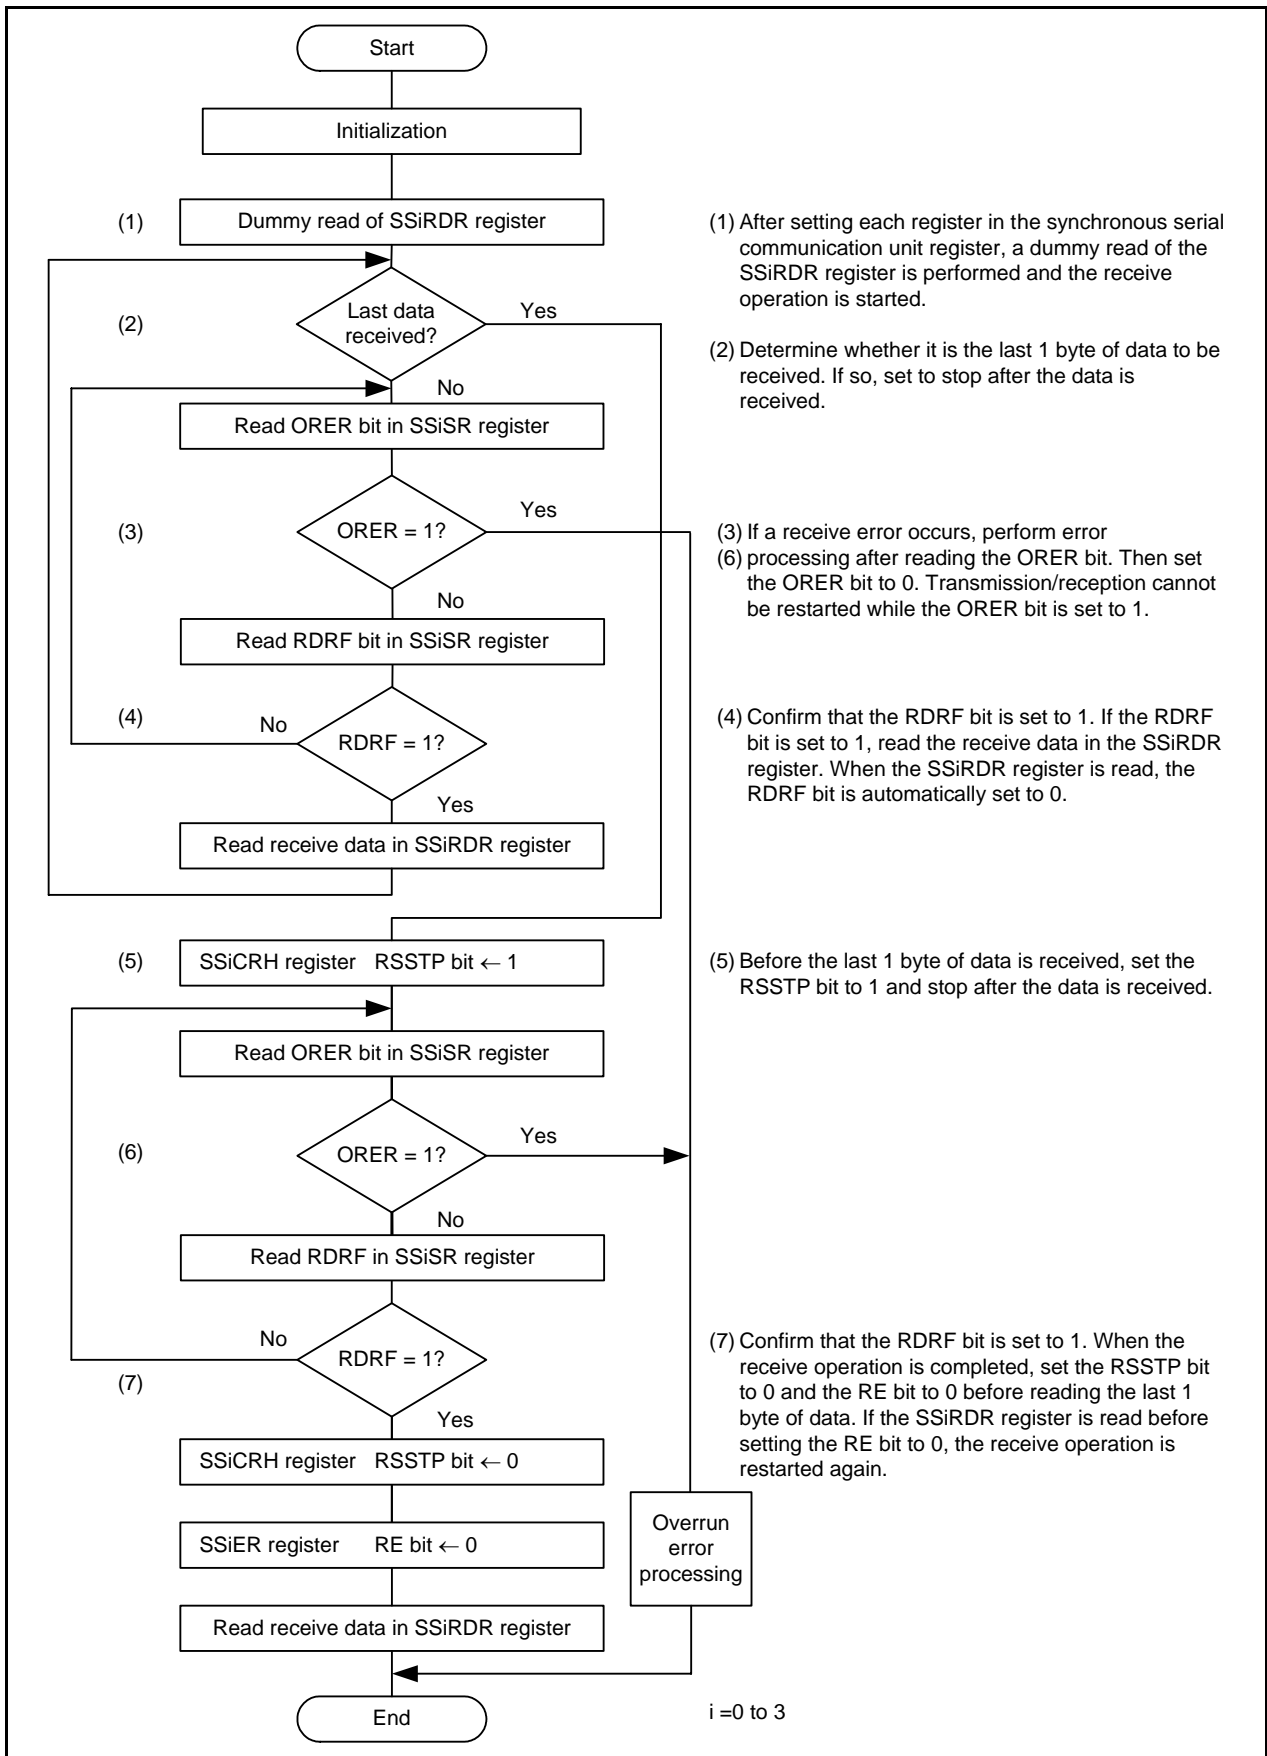 Start
Initialization
(1)
Dummy read of SSiRDR register
(1) After setting each register in the synchronous serial
communication unit register, a dummy read of the
SSiRDR register is performed and the receive
operation is started.
(2)
Last data
received?
Yes
No
(2) Determine whether it is the last 1 byte of data to be
received. If so, set to stop after the data is
received.
Read ORER bit in SSiSR register
(3)
ORER = 1?
Yes
No
(3) If a receive error occurs, perform error
(6) processing after reading the ORER bit. Then set
the ORER bit to 0. Transmission/reception cannot
be restarted while the ORER bit is set to 1.
Read RDRF bit in SSiSR register
(4)
No
RDRF = 1?
Yes
(4) Confirm that the RDRF bit is set to 1. If the RDRF
bit is set to 1, read the receive data in the SSiRDR
register. When the SSiRDR register is read, the
RDRF bit is automatically set to 0.
Read receive data in SSiRDR register
(5)
SSiCRH register RSSTP bit ← 1
(5) Before the last 1 byte of data is received, set the
RSSTP bit to 1 and stop after the data is received.
Read ORER bit in SSiSR register
(6)
ORER = 1?
Yes
No
Read RDRF in SSiSR register
No
RDRF = 1?
(7)
Yes
(7) Confirm that the RDRF bit is set to 1. When the
receive operation is completed, set the RSSTP bit
to 0 and the RE bit to 0 before reading the last 1
byte of data. If the SSiRDR register is read before
setting the RE bit to 0, the receive operation is
restarted again.
SSiCRH register RSSTP bit ← 0
SSiER register RE bit ← 0
Overrun
error
processing
Read receive data in SSiRDR register
End
i =0 to 3